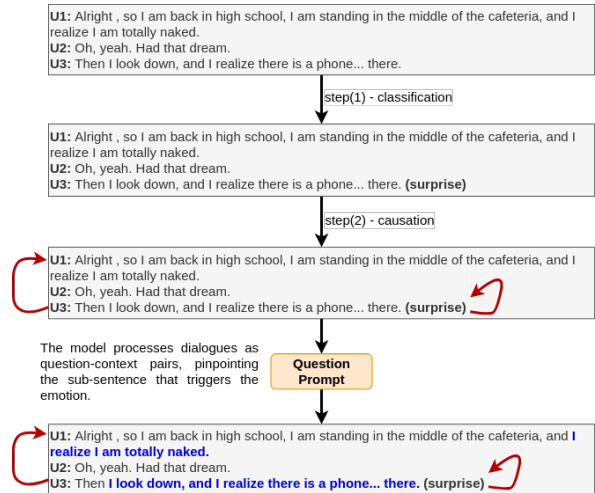 U1: Alright , so I am back in high school, I am standing in the middle of the cafeteria, and I
realize I am totally naked.
U2: Oh, yeah. Had that dream.
U3: Then I look down, and I realize there is a phone... there.
step(1) - classification
U1: Alright , so I am back in high school, I am standing in the middle of the cafeteria, and I
realize I am totally naked.
U2: Oh, yeah. Had that dream.
U3: Then I look down, and I realize there is a phone... there. (surprise)
step(2) - causation
U1: Alright , so I am back in high school, I am standing in the middle of the cafeteria, and I
realize I am totally naked.
U2: Oh, yeah. Had that dream.
U3: Then I look down, and I realize there is a phone... there. (surprise)
The model processes dialogues as
question-context pairs, pinpointing
the sub-sentence that triggers the
emotion.
Question
Prompt
U1: Alright , so I am back in high school, I am standing in the middle of the cafeteria, and I
realize I am totally naked.
U2: Oh, yeah. Had that dream.
U3: Then I look down, and I realize there is a phone... there. (surprise)